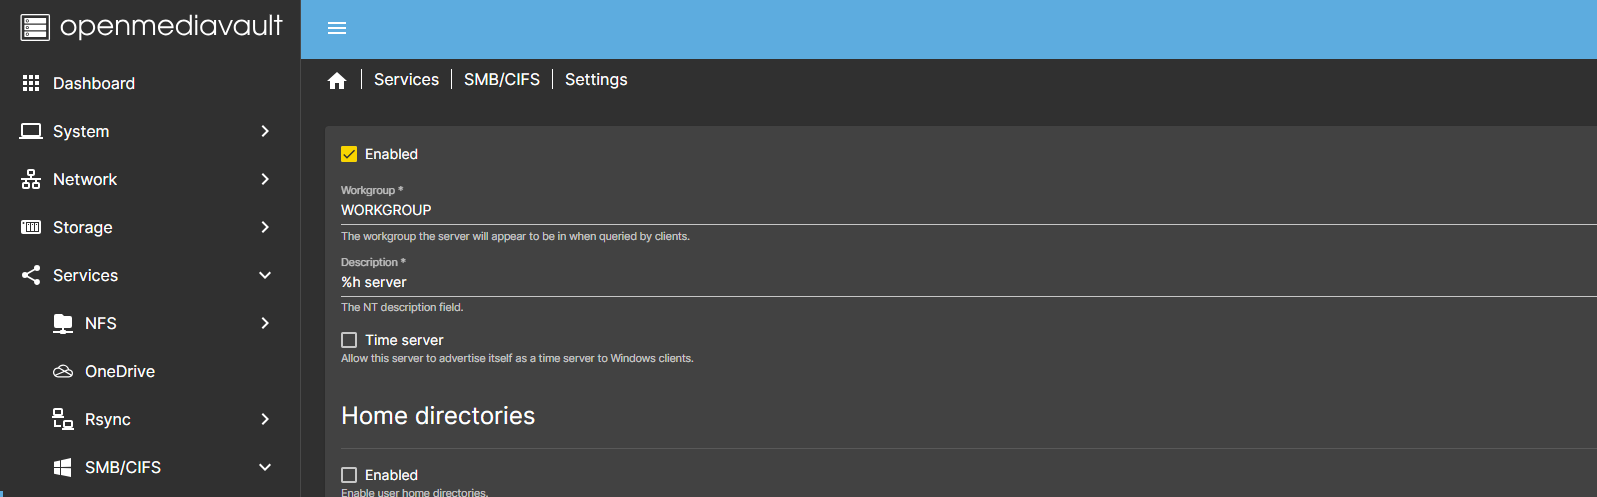 openmediavault
Dashboard
System
Network
Storage
Services
NFS
OneDrive
Rsync
SMB/CIFS
Services | SMB/CIFS | Settings
Enabled
Workgroup *
WORKGROUP
The workgroup the server will appear to be in when queried by clients.
Description *
%h server
The NT description field.
Time server
Allow this server to advertise itself as a time server to Windows clients.
Home directories
Enabled
Enable user home directories.